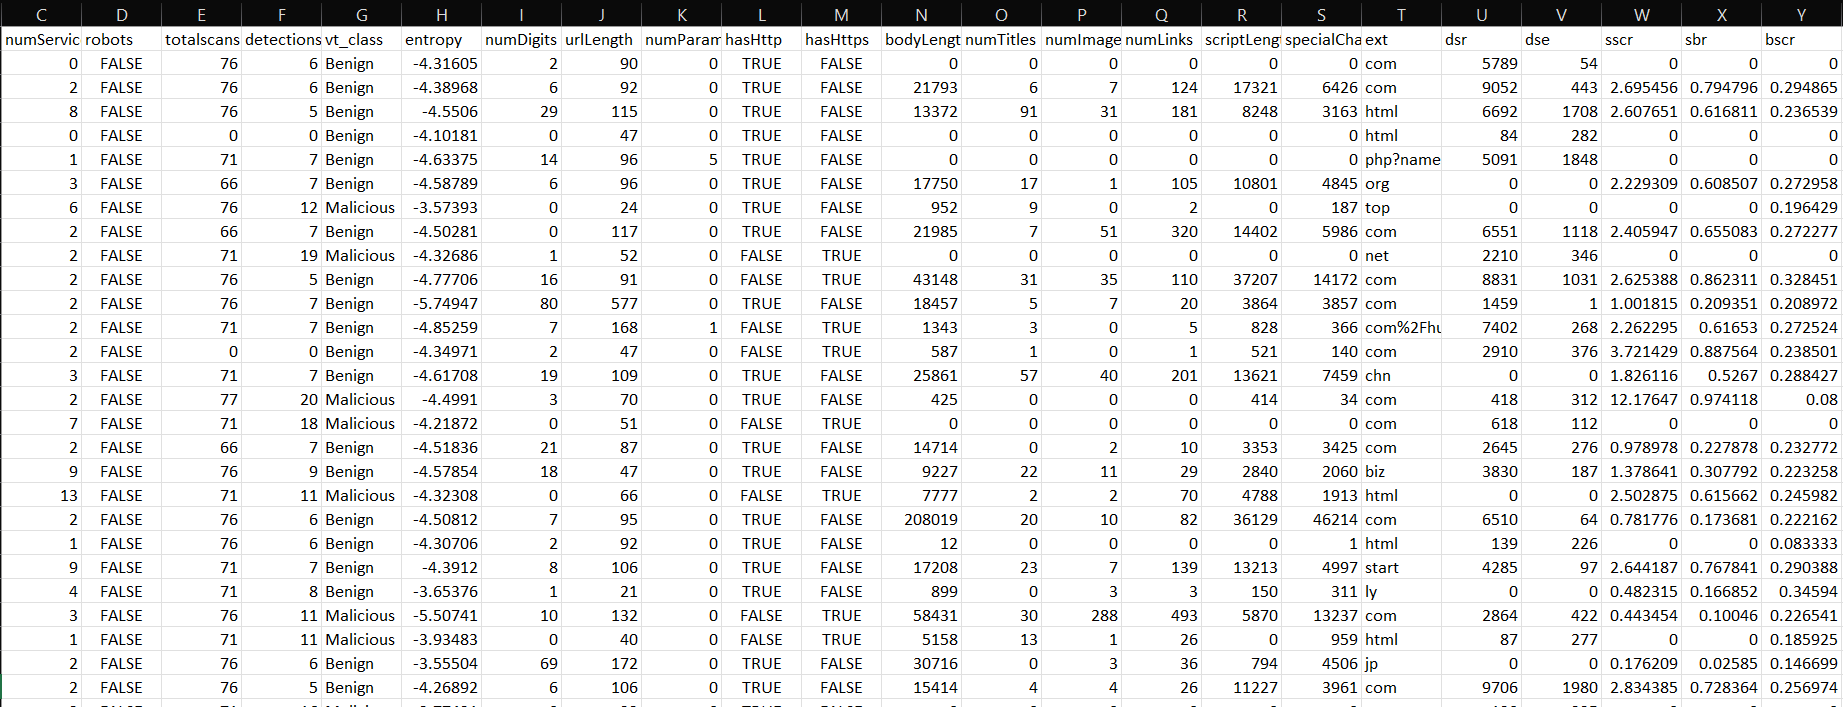 C D E F G H I J K L M N O P Q R S T U V W X Y
numServic robots totalscans detections vt_class entropy numDigits urlLength numParam hasHttp hasHttps bodyLengt numTitles numImage numLinks scriptLeng specialCha ext dsr dse sscr sbr bscr
0 FALSE 76 6 Benign -4.31605 2 90 0 TRUE FALSE 0 0 0 0 0 0 com 5789 54 0 0 0
2 FALSE 76 6 Benign -4.38968 6 92 0 TRUE FALSE 21793 6 7 124 17321 6426 com 9052 443 2.695456 0.794796 0.294865
8 FALSE 76 5 Benign -4.5506 29 115 0 TRUE FALSE 13372 91 31 181 8248 3163 html 6692 1708 2.607651 0.616811 0.236539
0 FALSE 0 0 Benign -4.10181 0 47 0 TRUE FALSE 0 0 0 0 0 0 html 84 282 0 0 0
1 FALSE 71 7 Benign -4.63375 14 96 5 TRUE FALSE 0 0 0 0 0 0 php?name 5091 1848 0 0 0
3 FALSE 66 7 Benign -4.58789 6 96 0 TRUE FALSE 17750 17 1 105 10801 4845 org 0 0 2.229309 0.608507 0.272958
6 FALSE 76 12 Malicious -3.57393 0 24 0 TRUE FALSE 952 9 0 2 0 187 top 0 0 0 0 0.196429
2 FALSE 66 7 Benign -4.50281 0 117 0 TRUE FALSE 21985 7 51 320 14402 5986 com 6551 1118 2.405947 0.655083 0.272277
2 FALSE 71 19 Malicious -4.32686 1 52 0 FALSE TRUE 0 0 0 0 0 0 net 2210 346 0 0 0
2 FALSE 76 5 Benign -4.77706 16 91 0 FALSE TRUE 43148 31 35 110 37207 14172 com 8831 1031 2.625388 0.862311 0.328451
2 FALSE 76 7 Benign -5.74947 80 577 0 TRUE FALSE 18457 5 7 20 3864 3857 com 1459 1 1.001815 0.209351 0.208972
2 FALSE 71 7 Benign -4.85259 7 168 1 FALSE TRUE 1343 3 0 5 828 366 com%2Fhu 7402 268 2.262295 0.61653 0.272524
2 FALSE 0 0 Benign -4.34971 2 47 0 FALSE TRUE 587 1 0 1 521 140 com 2910 376 3.721429 0.887564 0.238501
3 FALSE 71 7 Benign -4.61708 19 109 0 TRUE FALSE 25861 57 40 201 13621 7459 chn 0 0 1.826116 0.5267 0.288427
2 FALSE 77 20 Malicious -4.4991 3 70 0 TRUE FALSE 425 0 0 0 414 34 com 418 312 12.17647 0.974118 0.08
7 FALSE 71 18 Malicious -4.21872 0 51 0 FALSE TRUE 0 0 0 0 0 0 com 618 112 0 0 0
2 FALSE 66 7 Benign -4.51836 21 87 0 TRUE FALSE 14714 0 2 10 3353 3425 com 2645 276 0.978978 0.227878 0.232772
9 FALSE 76 9 Benign -4.57854 18 47 0 TRUE FALSE 9227 22 11 29 2840 2060 biz 3830 187 1.378641 0.307792 0.223258
13 FALSE 71 11 Malicious -4.32308 0 66 0 FALSE TRUE 7777 2 2 70 4788 1913 html 0 0 2.502875 0.615662 0.245982
2 FALSE 76 6 Benign -4.50812 7 95 0 TRUE FALSE 208019 20 10 82 36129 46214 com 6510 64 0.781776 0.173681 0.222162
1 FALSE 76 6 Benign -4.30706 2 92 0 TRUE FALSE 12 0 0 0 0 1 html 139 226 0 0 0.083333
9 FALSE 71 7 Benign -4.3912 8 106 0 TRUE FALSE 17208 23 7 139 13213 4997 start 4285 97 2.644187 0.767841 0.290388
4 FALSE 71 8 Benign -3.65376 1 21 0 TRUE FALSE 899 0 3 3 150 311 ly 0 0 0.482315 0.166852 0.34594
3 FALSE 76 11 Malicious -5.50741 10 132 0 FALSE TRUE 58431 30 288 493 5870 13237 com 2864 422 0.443454 0.10046 0.226541
1 FALSE 71 11 Malicious -3.93483 0 40 0 FALSE TRUE 5158 13 1 26 0 959 html 87 277 0 0 0.185925
2 FALSE 76 6 Benign -3.55504 69 172 0 TRUE FALSE 30716 0 3 36 794 4506 jp 0 0 0.176209 0.02585 0.146699
2 FALSE 76 5 Benign -4.26892 6 106 0 TRUE FALSE 15414 4 4 26 11227 3961 com 9706 1980 2.834385 0.728364 0.256974